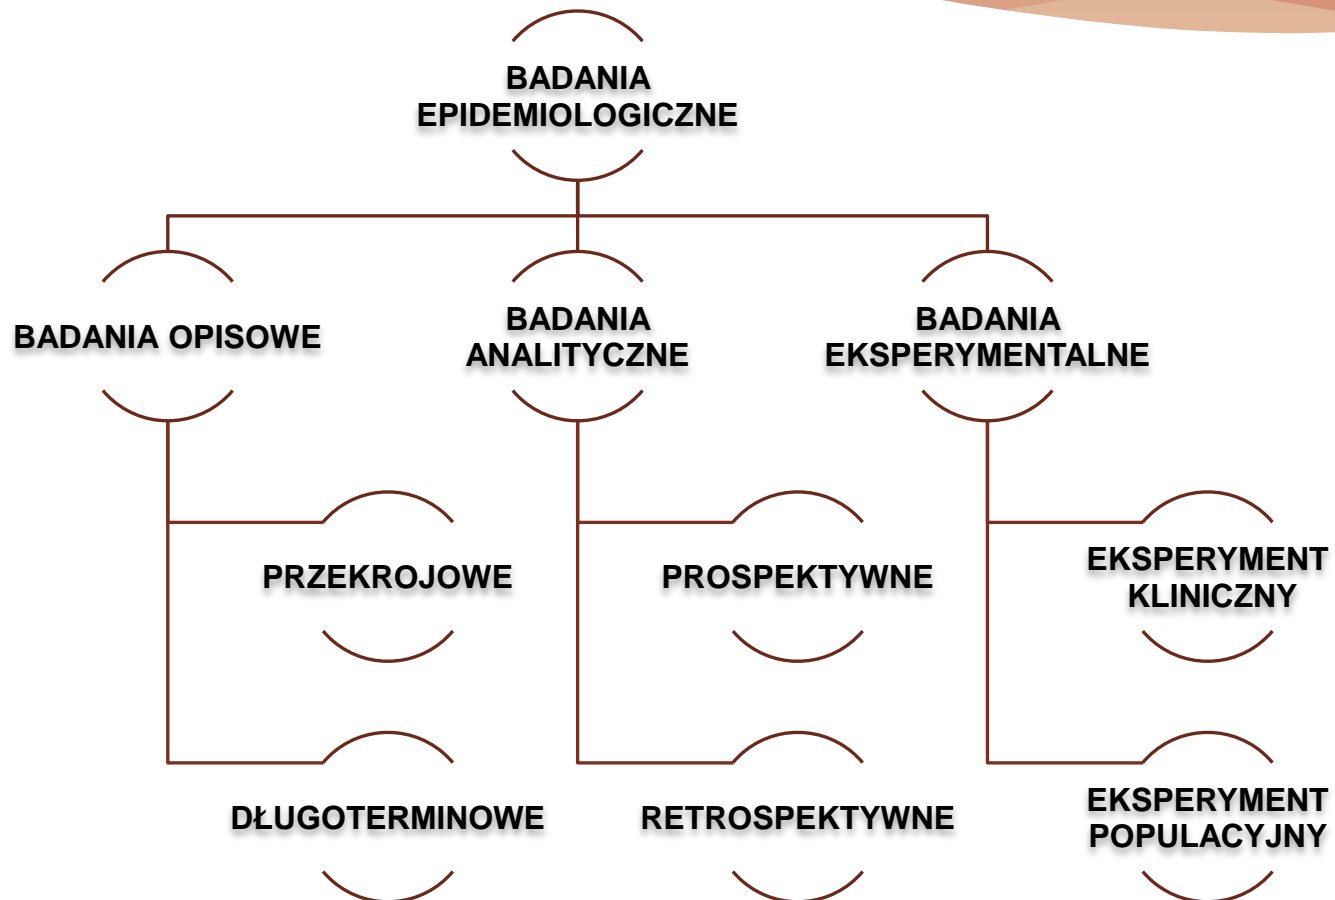 BADANIA
EPIDEMIOLOGICZNE
BADANIA OPISOWE
BADANIA
ANALITYCZNE
BADANIA
EKSPERYMENTALNE
PRZEKROJOWE
PROSPEKTYWNE
EKSPERYMENT
KLINICZNY
DŁUGOTERMINOWE
RETROSPEKTYWNE
EKSPERYMENT
POPULACYJNY